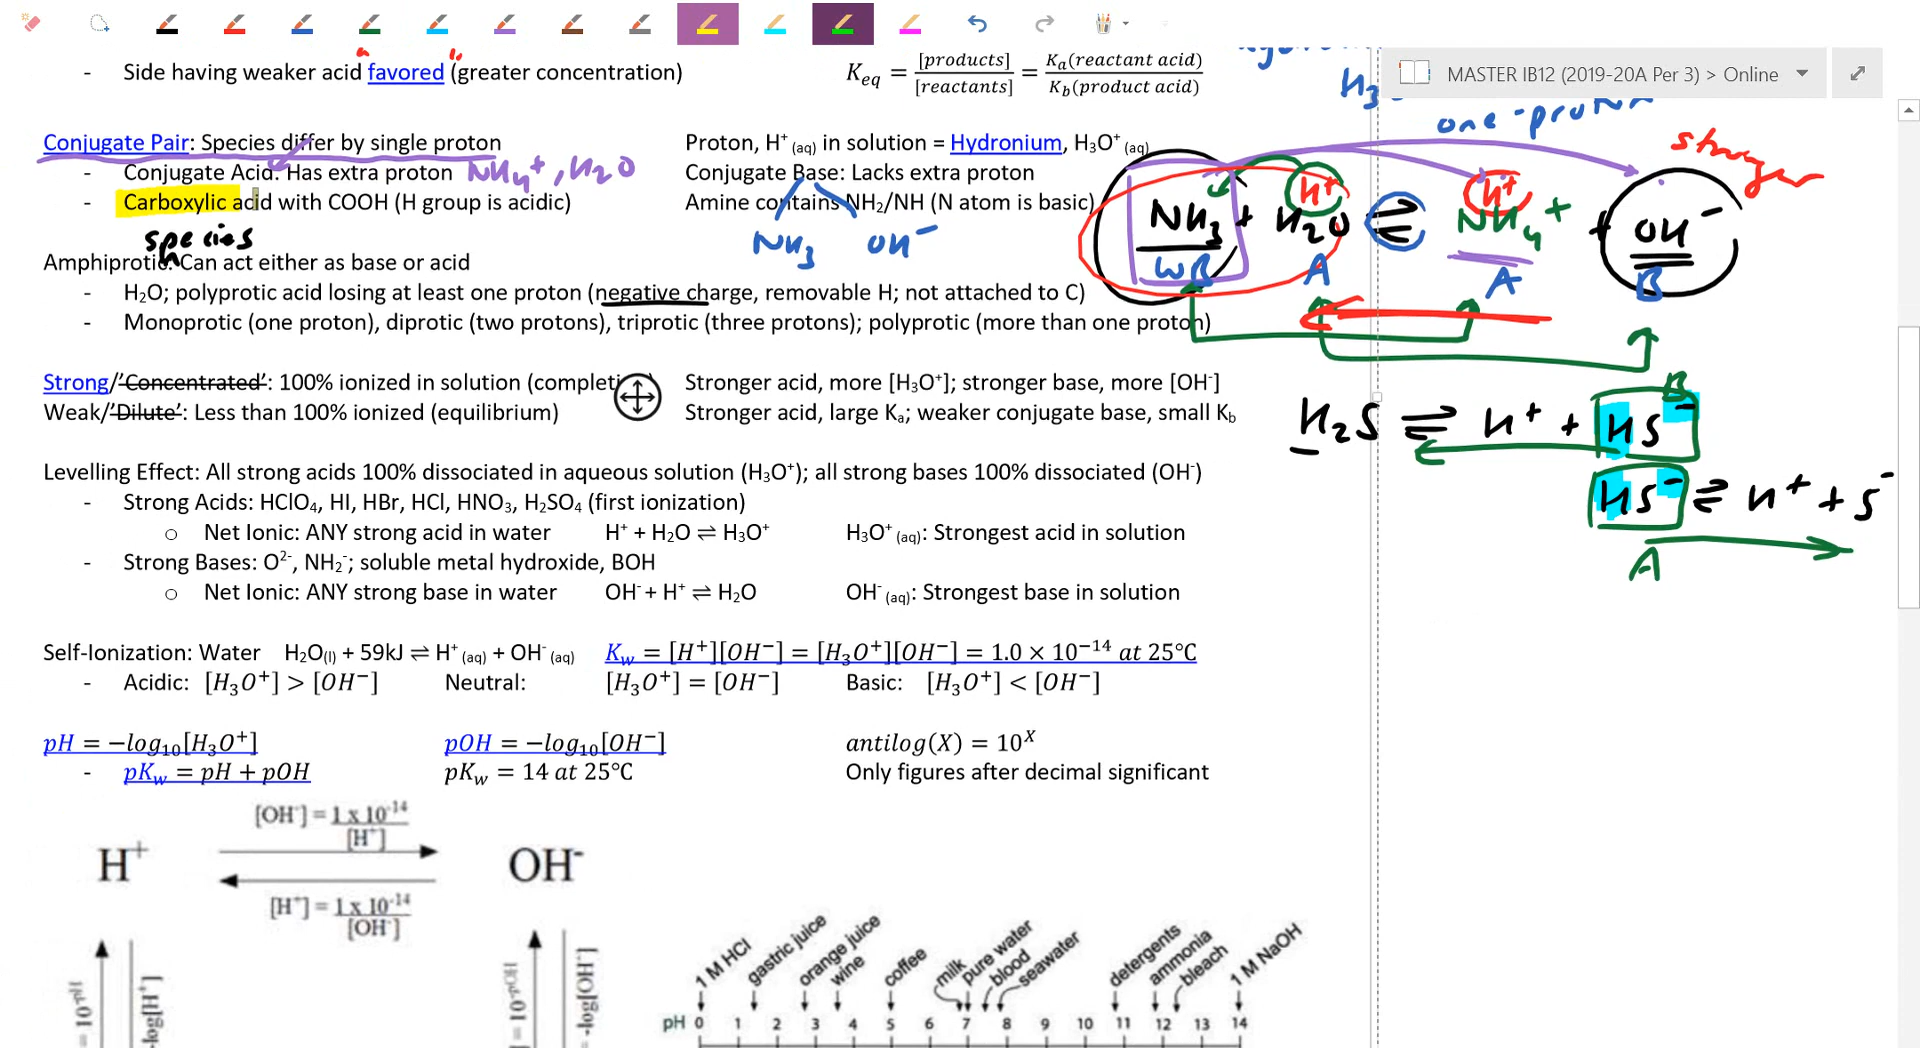 MASTER IB12 (2019-20A Per 3) > Online
- Side having weaker acid favored (greater concentration)
Keq = [products]/[reactants] = Ka(reactant acid)/Kb(product acid)
H3
one-proton
Conjugate Pair: Species differ by single proton
Proton, H⁺ (aq) in solution = Hydronium, H₃O⁺ (aq)
stronger
- Conjugate Acid: Has extra proton NH₄⁺, H₂O
Conjugate Base: Lacks extra proton
- Carboxylic acid with COOH (H group is acidic)
Amine contains NH₂/NH (N atom is basic)
H⁺ H⁺
NH₃ + H₂O ⇌ NH₄⁺ + OH⁻
species
NH₃ OH⁻
WB A A B
Amphiprotic: Can act either as base or acid
- H₂O; polyprotic acid losing at least one proton (negative charge, removable H; not attached to C)
- Monoprotic (one proton), diprotic (two protons), triprotic (three protons); polyprotic (more than one proton)
Strong/'Concentrated': 100% ionized in solution (completi
Stronger acid, more [H₃O⁺]; stronger base, more [OH⁻]
B
Weak/'Dilute': Less than 100% ionized (equilibrium)
Stronger acid, large Ka; weaker conjugate base, small Kb
H₂S ⇌ H⁺ + HS⁻
Levelling Effect: All strong acids 100% dissociated in aqueous solution (H₃O⁺); all strong bases 100% dissociated (OH⁻)
HS⁻ ⇌ H⁺ + S⁻
A
- Strong Acids: HClO₄, HI, HBr, HCl, HNO₃, H₂SO₄ (first ionization)
o Net Ionic: ANY strong acid in water H⁺ + H₂O ⇌ H₃O⁺ H₃O⁺ (aq): Strongest acid in solution
- Strong Bases: O²⁻, NH₂⁻; soluble metal hydroxide, BOH
o Net Ionic: ANY strong base in water OH⁻ + H⁺ ⇌ H₂O OH⁻ (aq): Strongest base in solution
Self-Ionization: Water H₂O(l) + 59kJ ⇌ H⁺ (aq) + OH⁻ (aq) Kw = [H⁺][OH⁻] = [H₃O⁺][OH⁻] = 1.0 × 10⁻¹⁴ at 25°C
- Acidic: [H₃O⁺] > [OH⁻] Neutral: [H₃O⁺] = [OH⁻] Basic: [H₃O⁺] < [OH⁻]
pH = −log₁₀[H₃O⁺] pOH = −log₁₀[OH⁻] antilog(X) = 10ˣ
- pKw = pH + pOH pKw = 14 at 25°C Only figures after decimal significant
[OH⁻] = 1 x 10⁻¹⁴/[H⁺]
H⁺ OH⁻
[H⁺] = 1 x 10⁻¹⁴/[OH⁻]
= 10⁻ᵖᴴ
-log[H⁺]
= 10⁻ᵖᴼᴴ
-log[OH⁻]
1 M HCl gastric juice orange juice wine coffee milk pure water blood seawater detergents ammonia bleach 1 M NaOH
pH 0 1 2 3 4 5 6 7 8 9 10 11 12 13 14